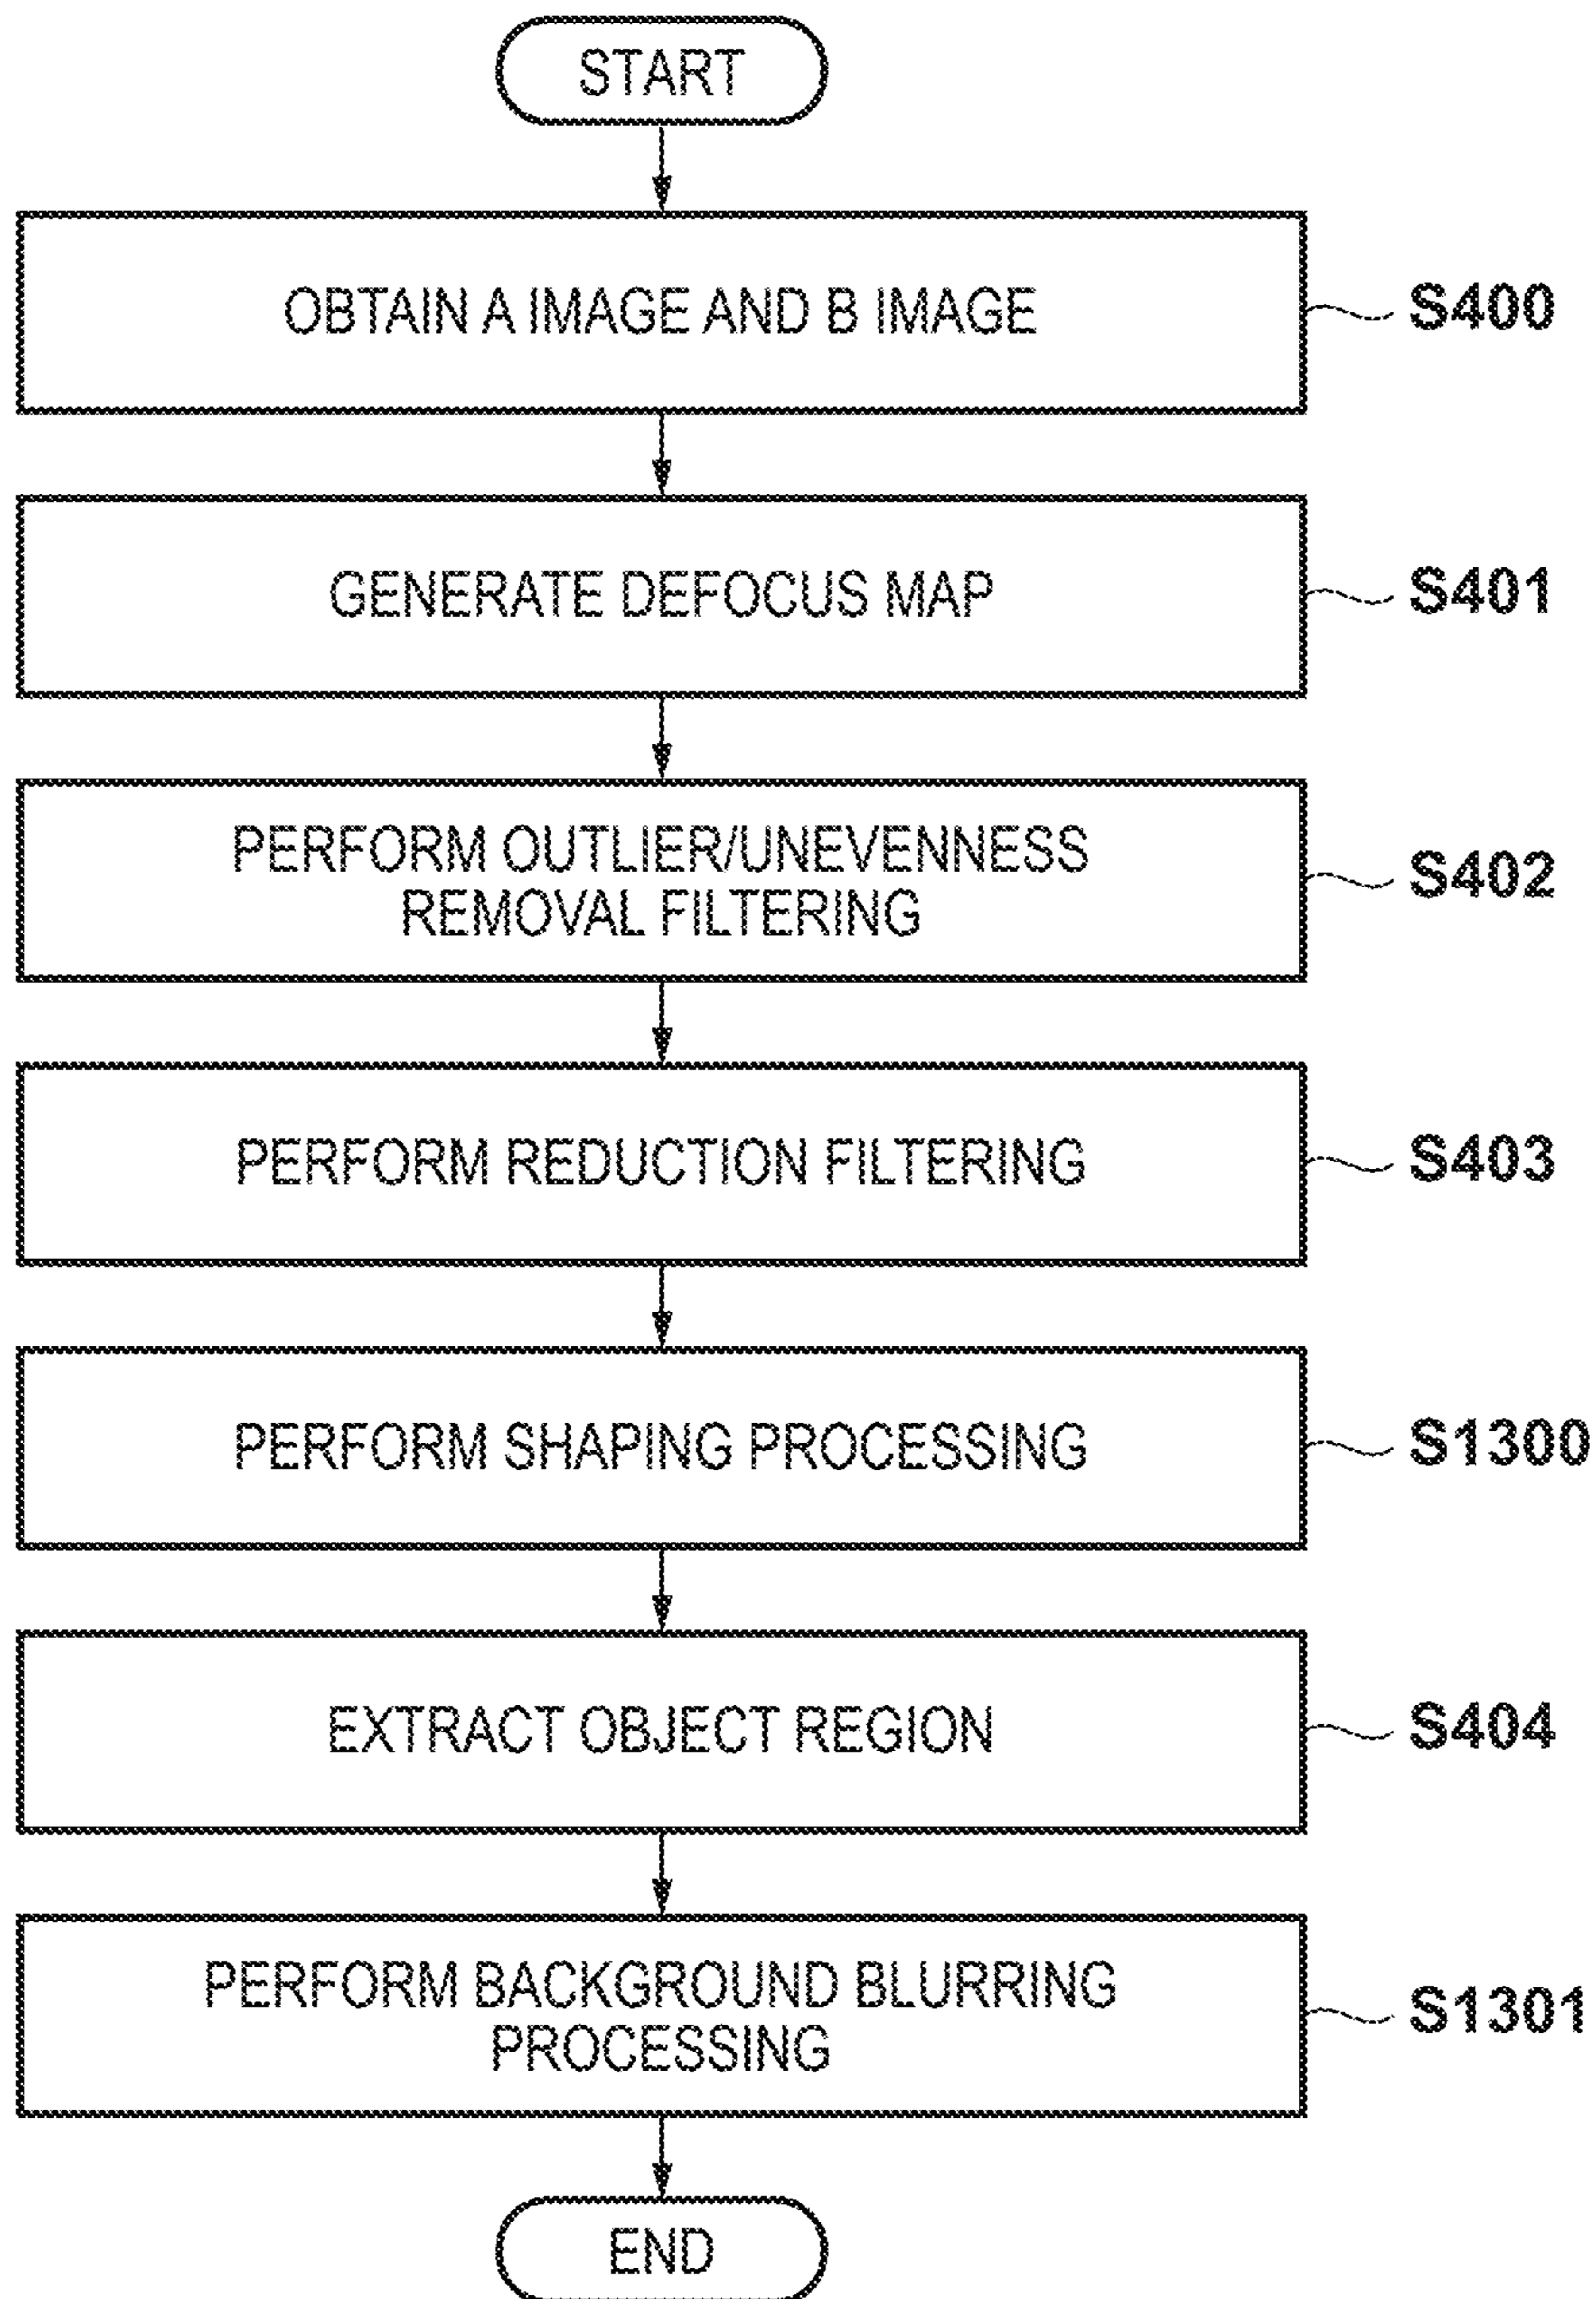 START
OBTAIN A IMAGE AND B IMAGE
S400
GENERATE DEFOCUS MAP
S401
PERFORM OUTLIER/UNEVENNESS
REMOVAL FILTERING
S402
PERFORM REDUCTION FILTERING
S403
PERFORM SHAPING PROCESSING
S1300
EXTRACT OBJECT REGION
S404
PERFORM BACKGROUND BLURRING
PROCESSING
S1301
END